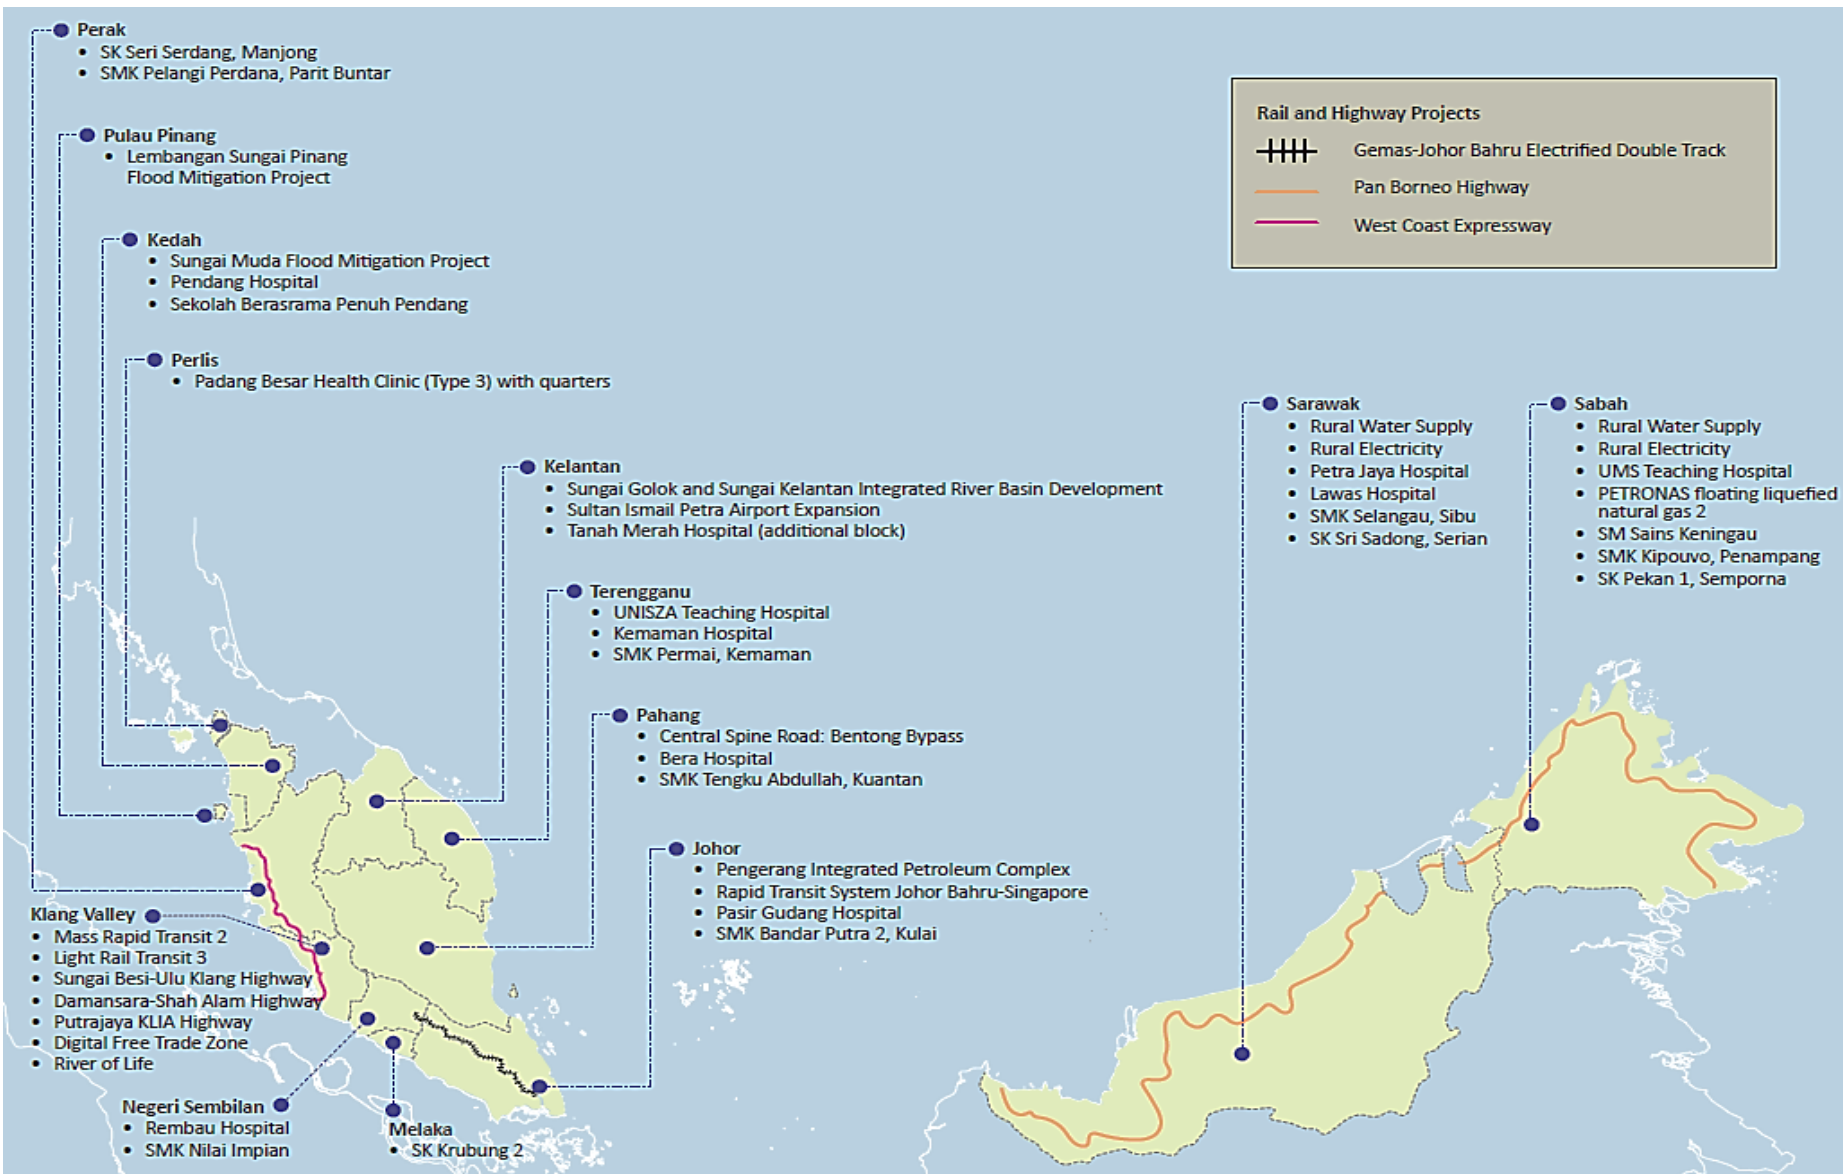 Perak
• SK Seri Serdang, Manjong
• SMK Pelangi Perdana, Parit Buntar
Pulau Pinang
• Lembangan Sungai Pinang
Flood Mitigation Project
Kedah
• Sungai Muda Flood Mitigation Project
• Pendang Hospital
• Sekolah Berasrama Penuh Pendang
Perlis
• Padang Besar Health Clinic (Type 3) with quarters
Kelantan
• Sungai Golok and Sungai Kelantan Integrated River Basin Development
• Sultan Ismail Petra Airport Expansion
• Tanah Merah Hospital (additional block)
Terengganu
• UNISZA Teaching Hospital
• Kemaman Hospital
• SMK Permai, Kemaman
Pahang
• Central Spine Road: Bentong Bypass
• Bera Hospital
• SMK Tengku Abdullah, Kuantan
Johor
• Pengerang Integrated Petroleum Complex
• Rapid Transit System Johor Bahru-Singapore
• Pasir Gudang Hospital
• SMK Bandar Putra 2, Kulai
Klang Valley
• Mass Rapid Transit 2
• Light Rail Transit 3
• Sungai Besi-Ulu Klang Highway
• Damansara-Shah Alam Highway
• Putrajaya KLIA Highway
• Digital Free Trade Zone
• River of Life
Negeri Sembilan
• Rembau Hospital
• SMK Nilai Impian
Melaka
• SK Krubung 2
Rail and Highway Projects
Gemas-Johor Bahru Electrified Double Track
Pan Borneo Highway
West Coast Expressway
Sarawak
• Rural Water Supply
• Rural Electricity
• Petra Jaya Hospital
• Lawas Hospital
• SMK Selangau, Sibu
• SK Sri Sadong, Serian
Sabah
• Rural Water Supply
• Rural Electricity
• UMS Teaching Hospital
• PETRONAS floating liquefied
natural gas 2
• SM Sains Keningau
• SMK Kipouvo, Penampang
• SK Pekan 1, Semporna